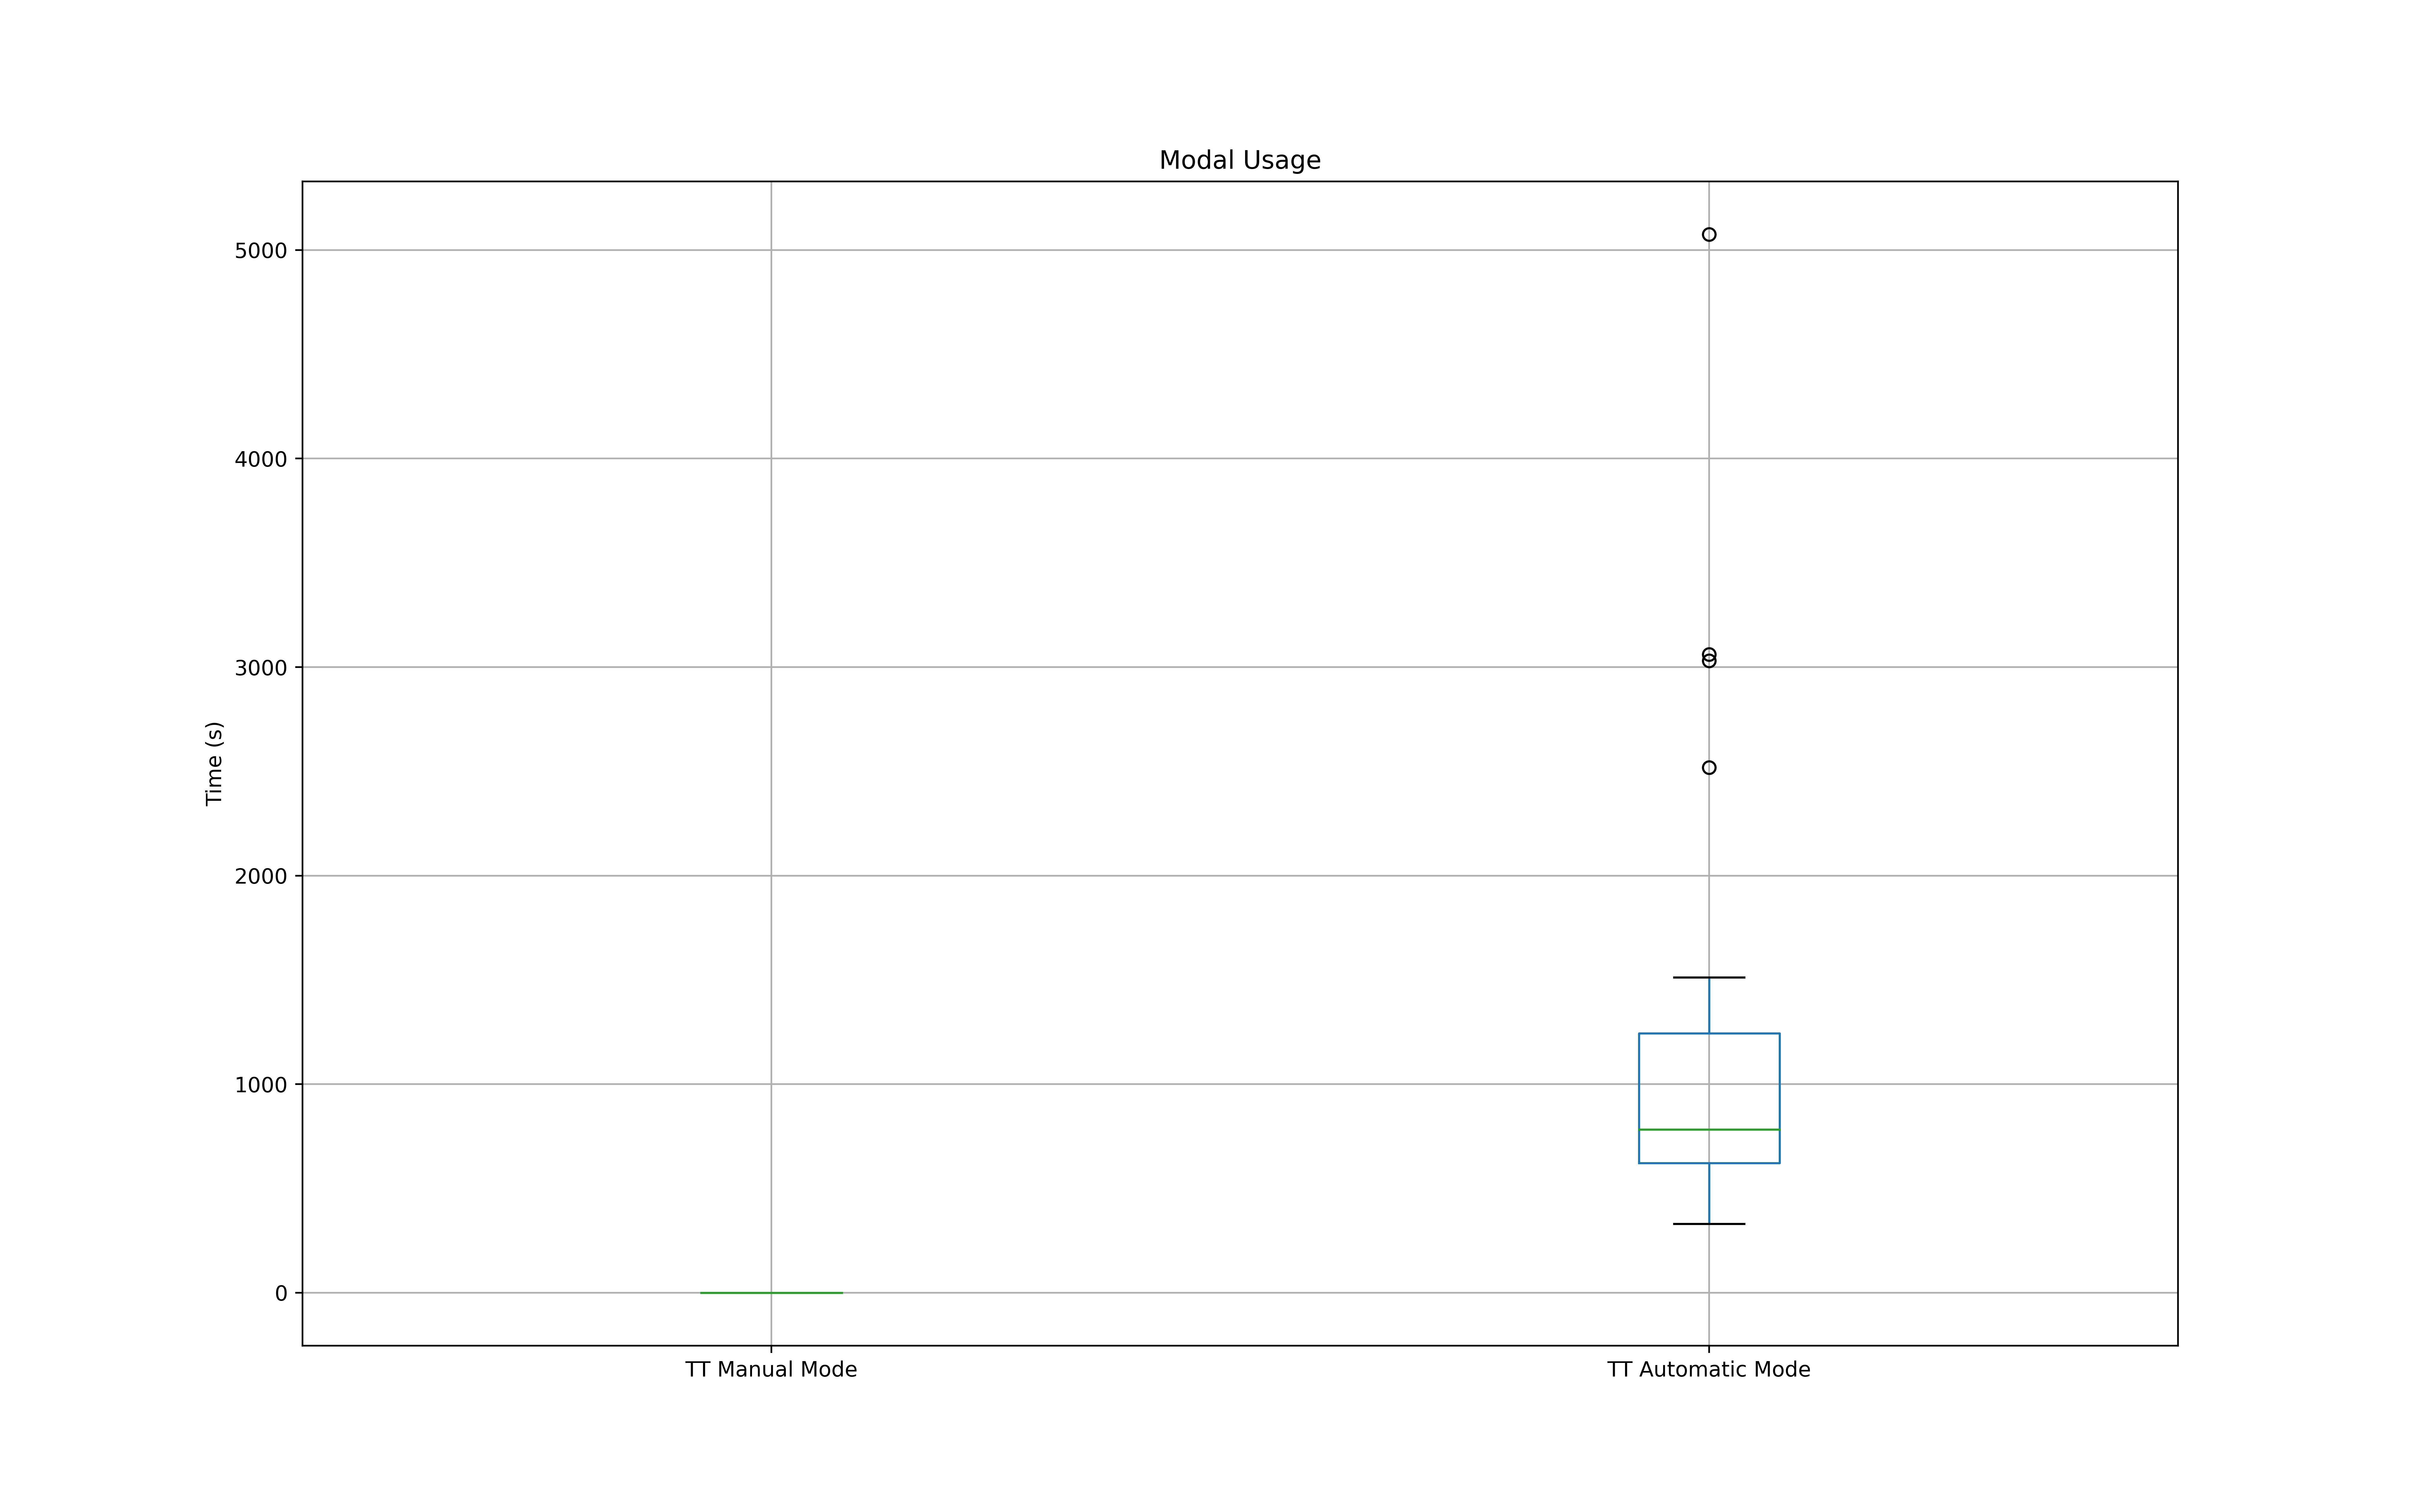 Modal Usage
5000
4000
3000
2000
1000
0
Time (s)
TT Manual Mode
TT Automatic Mode